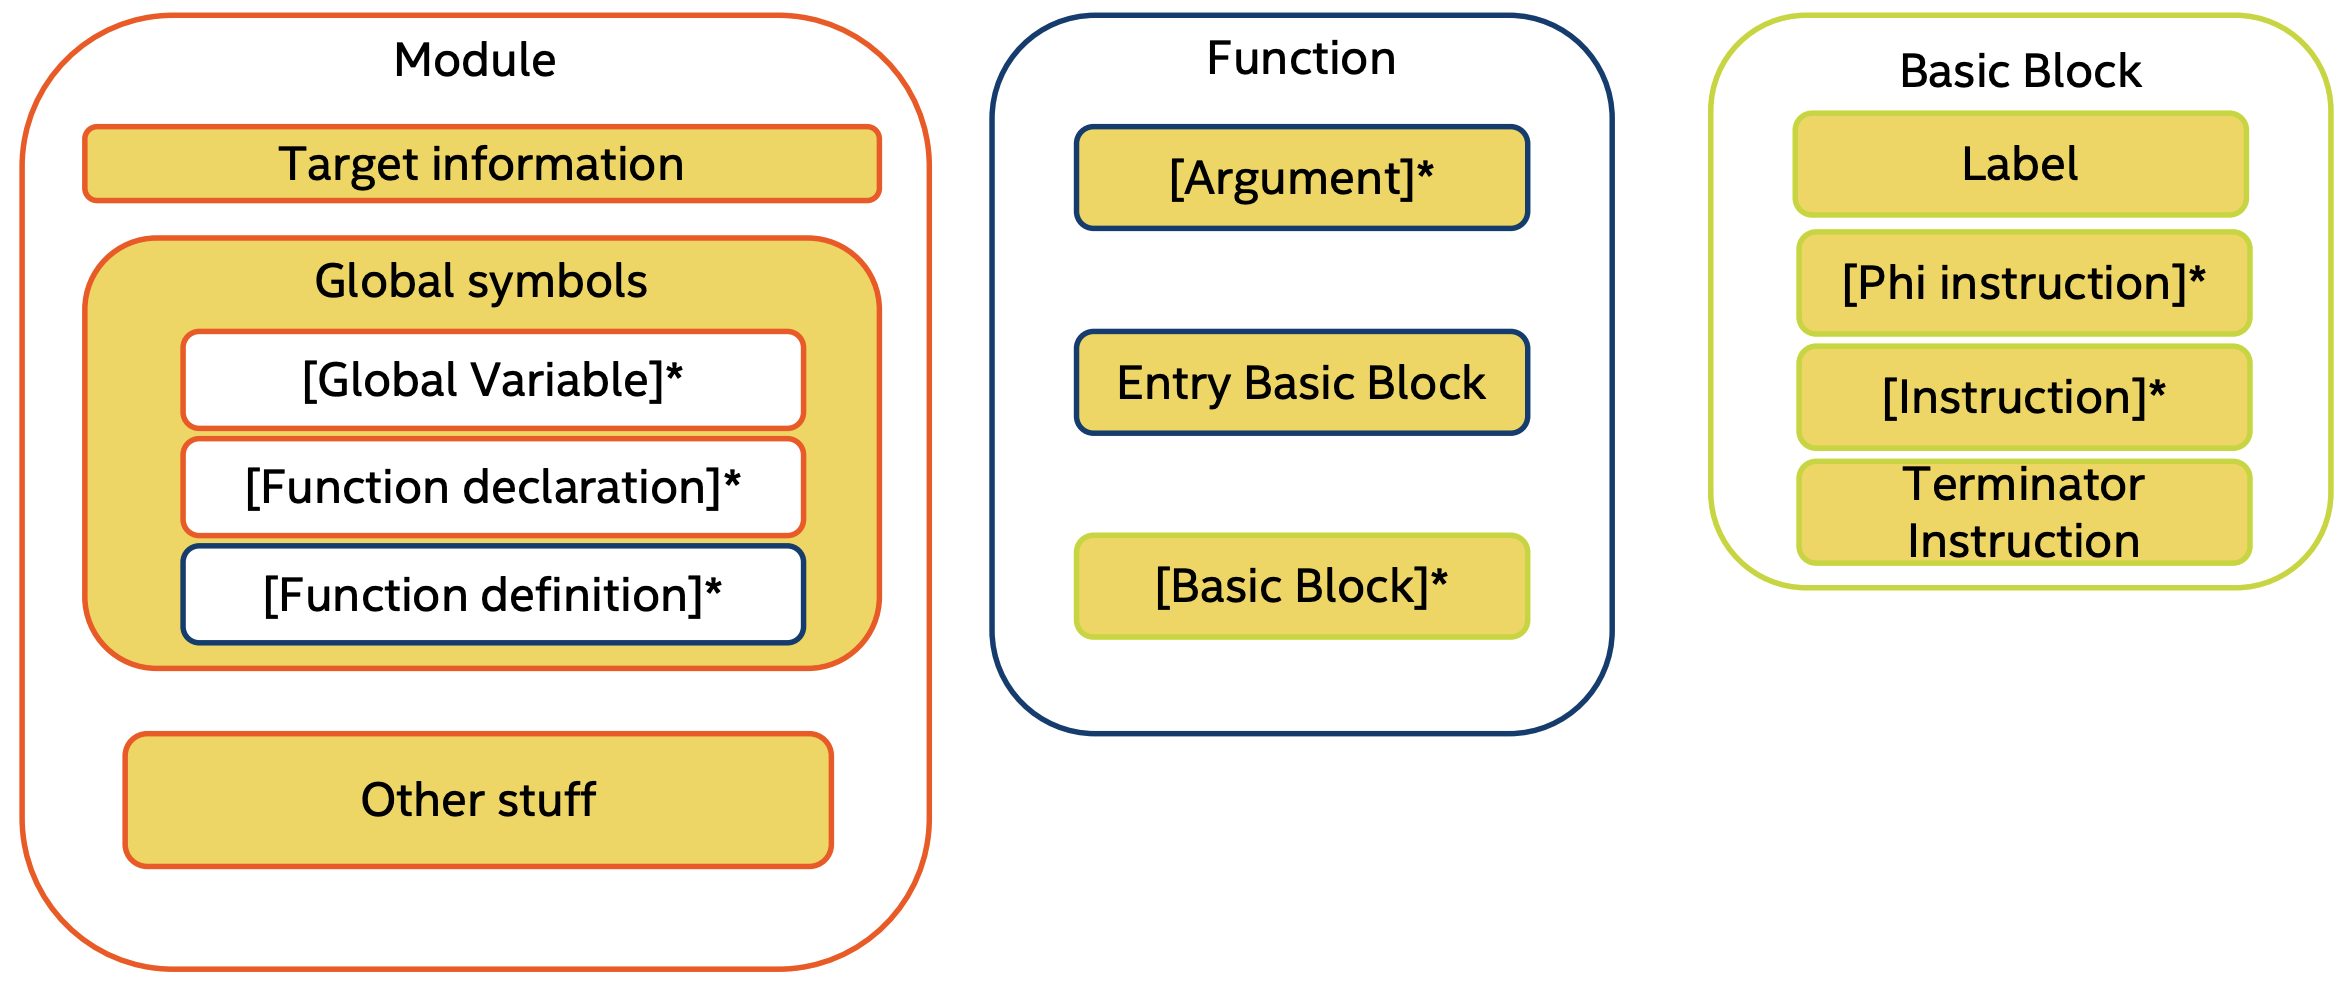 Module
Target information
Global symbols
[Global Variable]*
[Function declaration]*
[Function definition]*
Other stuff
Function
[Argument]*
Entry Basic Block
[Basic Block]*
Basic Block
Label
[Phi instruction]*
[Instruction]*
Terminator
Instruction